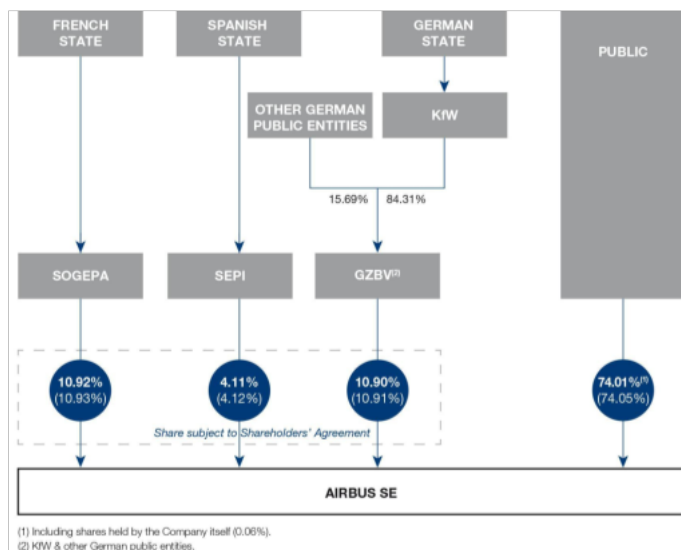 FRENCH
STATE
SPANISH
STATE
GERMAN
STATE
PUBLIC
OTHER GERMAN
PUBLIC ENTITIES
KfW
15.69%
84.31%
SOGEPA
SEPI
GZBV(2)
10.92%
(10.93%)
4.11%
(4.12%)
10.90%
(10.91%)
74.01%(1)
(74.05%)
Share subject to Shareholders' Agreement
AIRBUS SE
(1) Including shares held by the Company itself (0.06%).
(2) KfW & other German public entities.